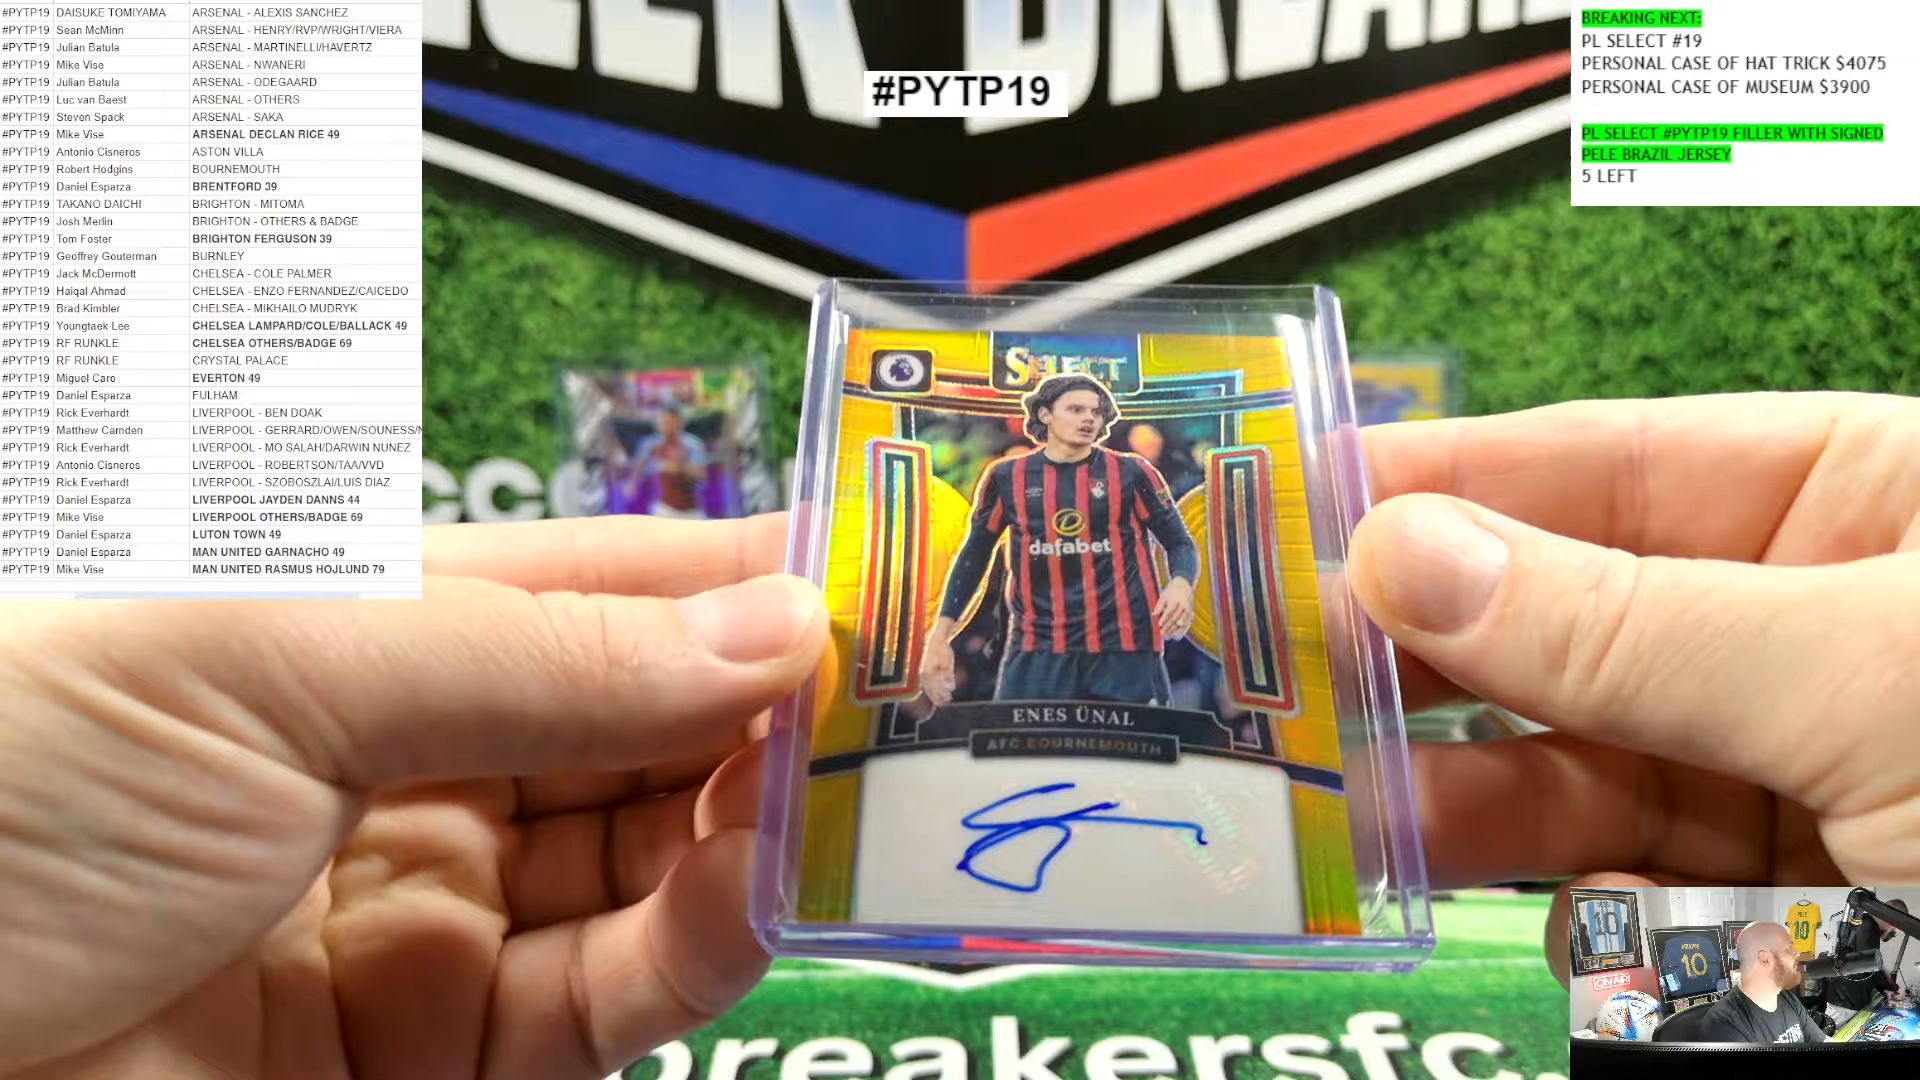 #PYTP19 DAISUKE TOMIYAMA ARSENAL - ALEXIS SANCHEZ
#PYTP19 Sean McMinn ARSENAL - HENRY/RVP/WRIGHT/VIERA
#PYTP19 Julian Batula ARSENAL - MARTINELLI/HAVERTZ
#PYTP19 Mike Vise ARSENAL - NWANERI
#PYTP19 Julian Batula ARSENAL - ODEGAARD
#PYTP19 Luc van Baest ARSENAL - OTHERS
#PYTP19 Steven Spack ARSENAL - SAKA
#PYTP19 Mike Vise ARSENAL DECLAN RICE 49
#PYTP19 Antonio Cisneros ASTON VILLA
#PYTP19 Robert Hodgins BOURNEMOUTH
#PYTP19 Daniel Esparza BRENTFORD 39
#PYTP19 TAKANO DAICHI BRIGHTON - MITOMA
#PYTP19 Josh Merlin BRIGHTON - OTHERS & BADGE
#PYTP19 Tom Foster BRIGHTON FERGUSON 39
#PYTP19 Geoffrey Gouterman BURNLEY
#PYTP19 Jack McDermott CHELSEA - COLE PALMER
#PYTP19 Haiqal Ahmad CHELSEA - ENZO FERNANDEZ/CAICEDO
#PYTP19 Brad Kimbler CHELSEA - MIKHAILO MUDRYK
#PYTP19 Youngtaek Lee CHELSEA LAMPARD/COLE/BALLACK 49
#PYTP19 RF RUNKLE CHELSEA OTHERS/BADGE 69
#PYTP19 RF RUNKLE CRYSTAL PALACE
#PYTP19 Miguel Caro EVERTON 49
#PYTP19 Daniel Esparza FULHAM
#PYTP19 Rick Everhardt LIVERPOOL - BEN DOAK
#PYTP19 Matthew Camden LIVERPOOL - GERRARD/OWEN/SOUNESS/
#PYTP19 Rick Everhardt LIVERPOOL - MO SALAH/DARWIN NUNEZ
#PYTP19 Antonio Cisneros LIVERPOOL - ROBERTSON/TAA/VVD
#PYTP19 Rick Everhardt LIVERPOOL - SZOBOSZLAI/LUIS DIAZ
#PYTP19 Daniel Esparza LIVERPOOL JAYDEN DANNS 44
#PYTP19 Mike Vise LIVERPOOL OTHERS/BADGE 69
#PYTP19 Daniel Esparza LUTON TOWN 49
#PYTP19 Daniel Esparza MAN UNITED GARNACHO 49
#PYTP19 Mike Vise MAN UNITED RASMUS HOJLUND 79
#PYTP19
BREAKING NEXT:
PL SELECT #19
PERSONAL CASE OF HAT TRICK $4075
PERSONAL CASE OF MUSEUM $3900
PL SELECT #PYTP19 FILLER WITH SIGNED
PELE BRAZIL JERSEY
5 LEFT
SELECT
dafabet
ENES ÜNAL
AFC BOURNEMOUTH
breakersfc.
10
10
10
ON AIR